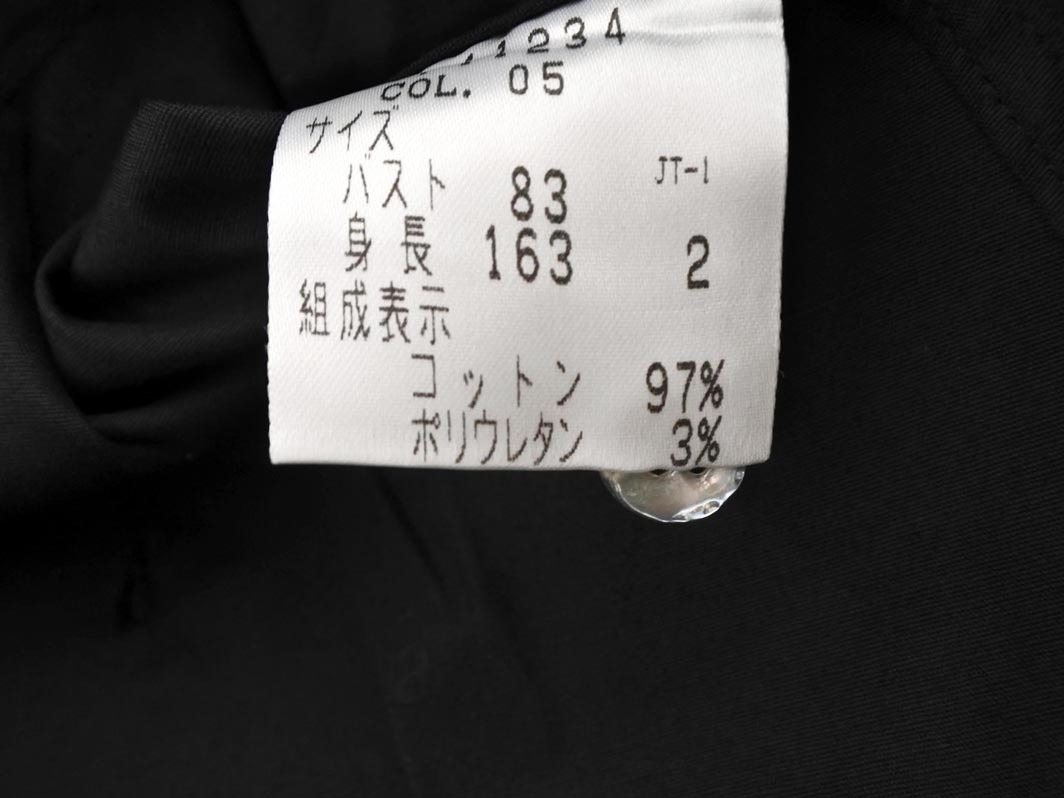 1234
COL. 05
サイズ
バスト 83 JT-1
身長 163 2
組成表示
コットン 97%
ポリウレタン 3%